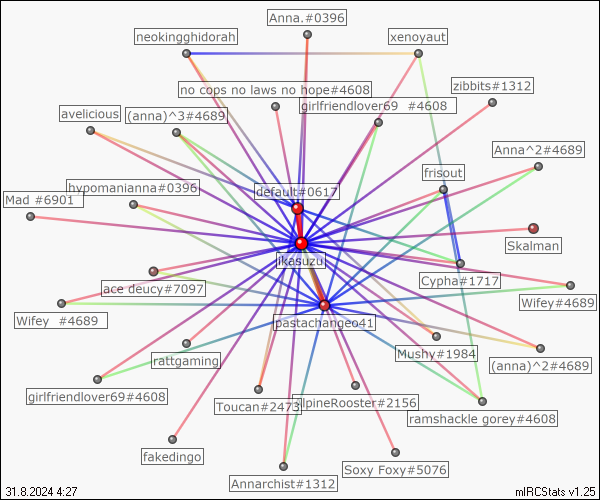 Anna.#0396
neokingghidorah
xenoyaut
no cops no laws no hope#4608
zibbits#1312
girlfriendlover69 #4608
avelicious
(anna)^3#4689
Anna^2#4689
frisout
hypomanianna#0396
default#0617
Mad #6901
Skalman
ikasuzu
Cypha#1717
ace deucy#7097
Wifey#4689
Wifey #4689
pastachangeo41
Mushy#1984
rattgaming
(anna)^2#4689
girlfriendlover69#4608
Toucan#2473
lpineRooster#2156
ramshackle gorey#4608
fakedingo
Soxy Foxy#5076
Annarchist#1312
31.8.2024 4:27
mIRCStats v1.25